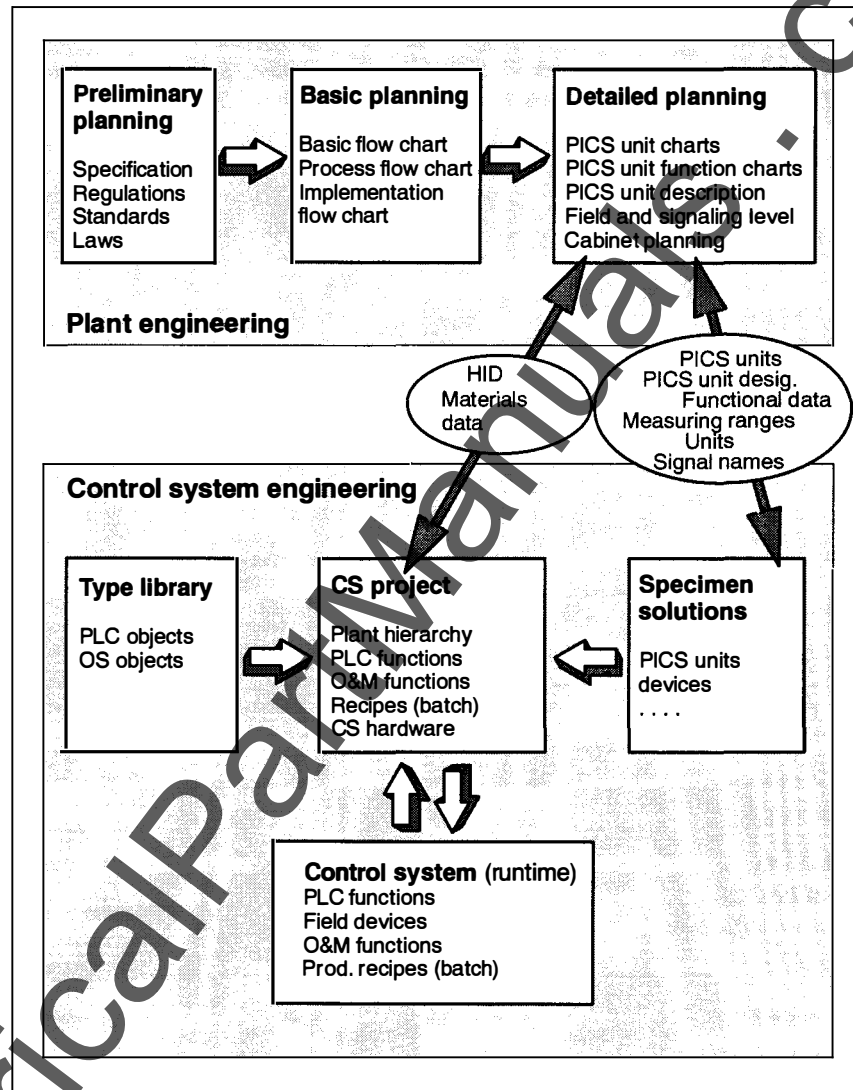 Preliminary
planning
Specification
Regulations
Standards
Laws
Basic planning
Basic flow chart
Process flow chart
Implementation
flow chart
Detailed planning
PICS unit charts
PICS unit function charts
PICS unit description
Field and signaling level
Cabinet planning
Plant engineering
HID
Materials
data
PICS units
PICS unit desig.
Functional data
Measuring ranges
Units
Signal names
Control system engineering
Type library
PLC objects
OS objects
CS project
Plant hierarchy
PLC functions
O&M functions
Recipes (batch)
CS hardware
Specimen
solutions
PICS units
devices
. . . .
Control system (runtime)
PLC functions
Field devices
O&M functions
Prod. recipes (batch)
ricalPartManuals . c